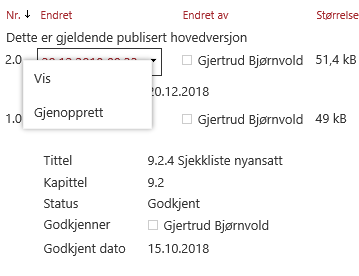 Nr. ↓ Endret Endret av Størrelse
Dette er gjeldende publisert hovedversjon
2.0 Gjertrud Bjørnvold 51,4 kB
Vis
20.12.2018
Gjenopprett
1.0 Gjertrud Bjørnvold 49 kB
Tittel 9.2.4 Sjekkliste nyansatt
Kapittel 9.2
Status Godkjent
Godkjenner Gjertrud Bjørnvold
Godkjent dato 15.10.2018